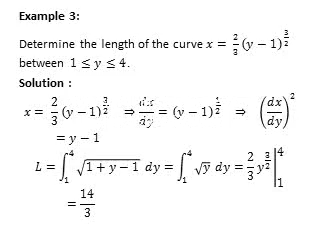 Example 3:
Determine the length of the curve x = 2/3 (y − 1)^(3/2)
between 1 ≤ y ≤ 4.
Solution :
x = 2/3 (y − 1)^(3/2) ⇒ dx/dy = (y − 1)^(1/2) ⇒ (dx/dy)^2
= y − 1
L = ∫_1^4 √(1 + y − 1) dy = ∫_1^4 √y dy = 2/3 y^(3/2) |_1^4
= 14/3